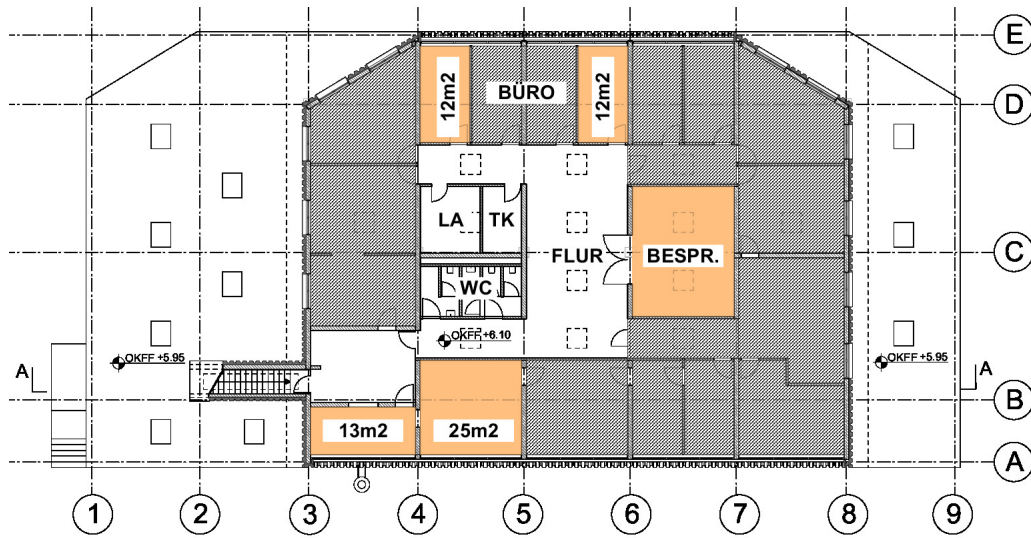 E
12m2
BÜRO
12m2
D
LA
TK
FLUR
BESPR.
C
WC
OKFF +6.10
OKFF +5.95
OKFF +5.95
A
A
B
13m2
25m2
A
1
2
3
4
5
6
7
8
9